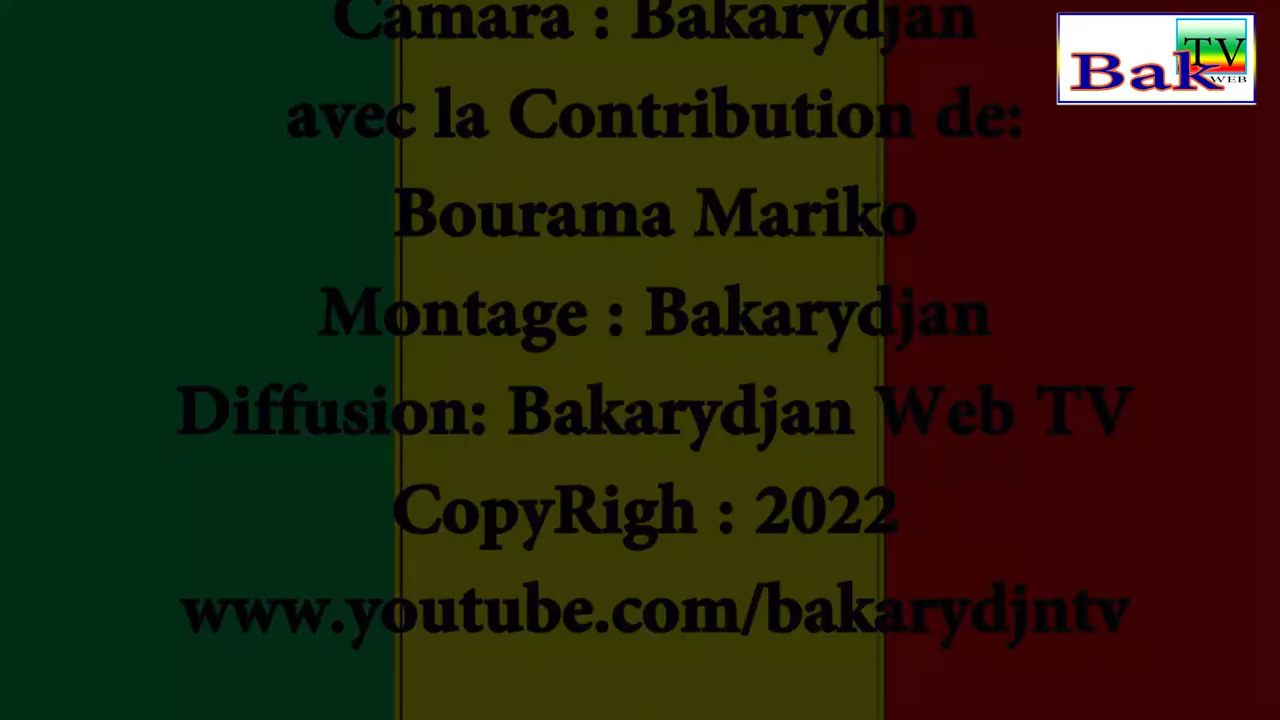 Camara : Bakarydjan
avec la Contribution de:
Bourama Mariko
Montage : Bakarydjan
Diffusion: Bakarydjan Web TV
CopyRigh : 2022
www.youtube.com/bakarydjntv
Bak TV
WEB